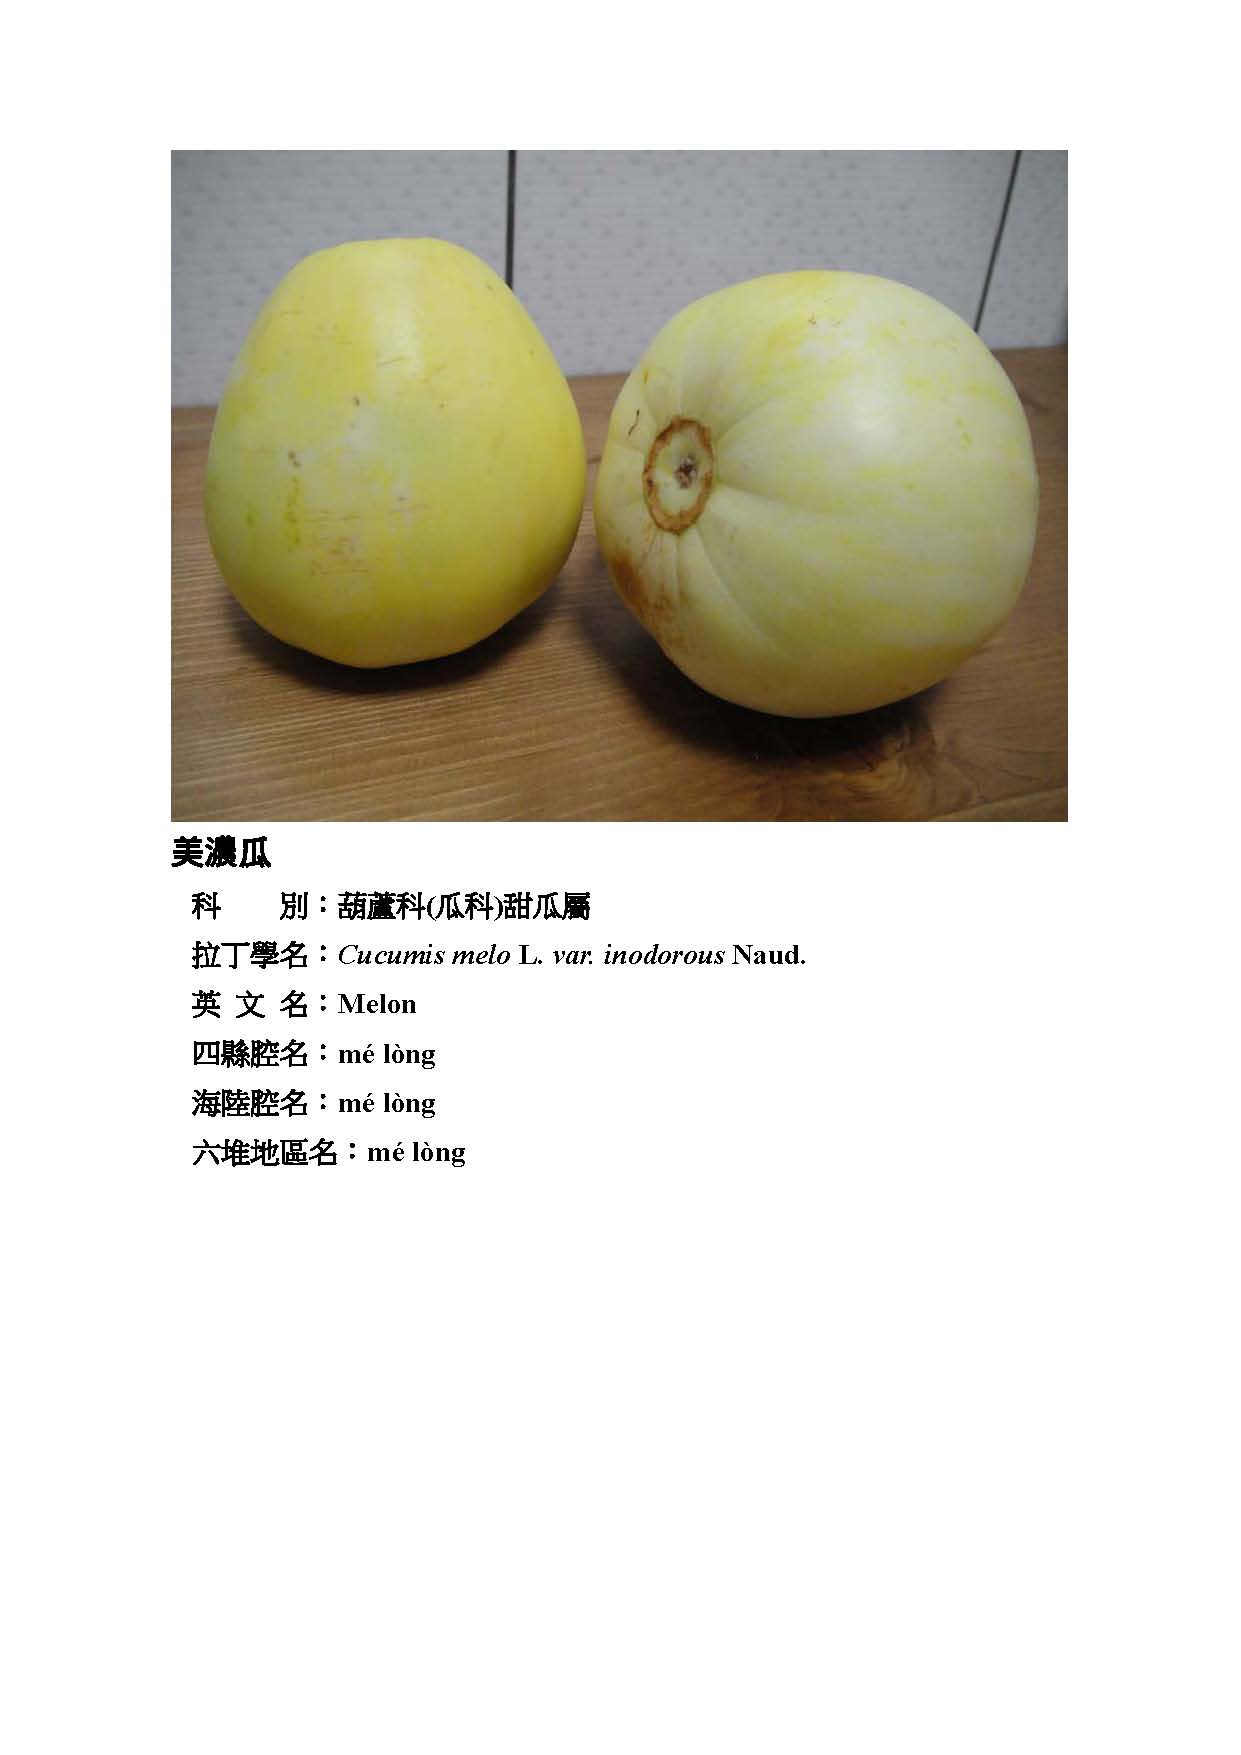 美濃瓜
科　　別：葫蘆科(瓜科)甜瓜屬
拉丁學名：Cucumis melo L. var. inodorous Naud.
英 文 名：Melon
四縣腔名：mé lòng
海陸腔名：mé lòng
六堆地區名：mé lòng